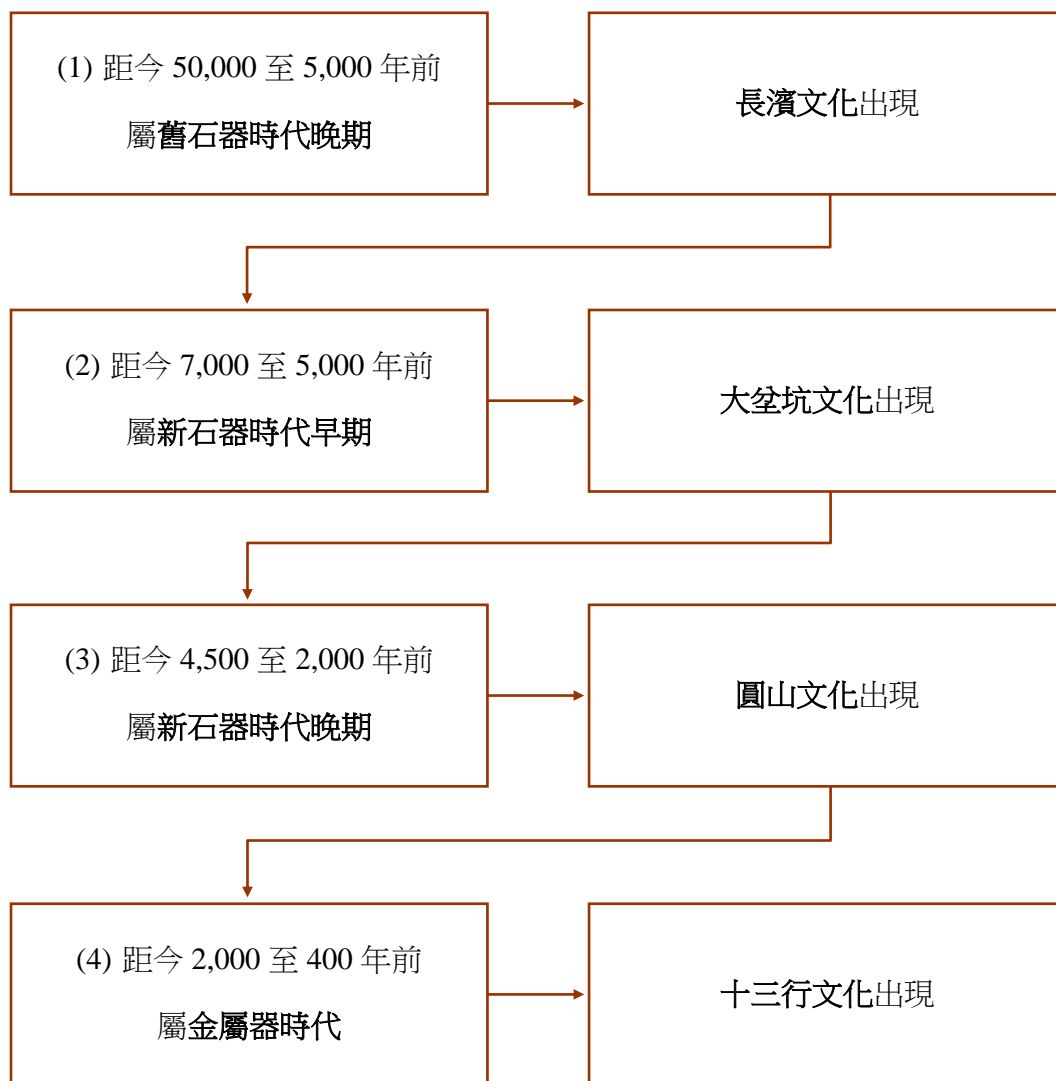 (1) 距今 50,000 至 5,000 年前
屬舊石器時代晚期
長濱文化出現
(2) 距今 7,000 至 5,000 年前
屬新石器時代早期
大坌坑文化出現
(3) 距今 4,500 至 2,000 年前
屬新石器時代晚期
圓山文化出現
(4) 距今 2,000 至 400 年前
屬金屬器時代
十三行文化出現